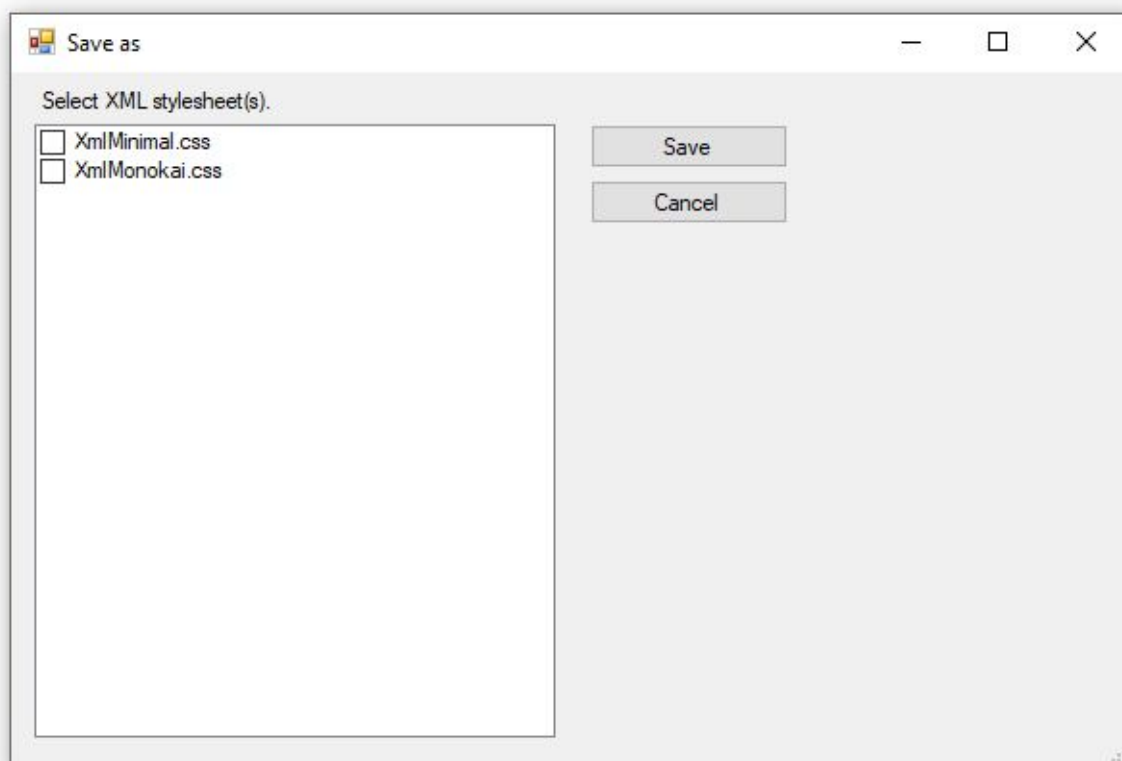 Save as
Select XML stylesheet(s).
XmlMinimal.css
XmlMonokai.css
Save
Cancel